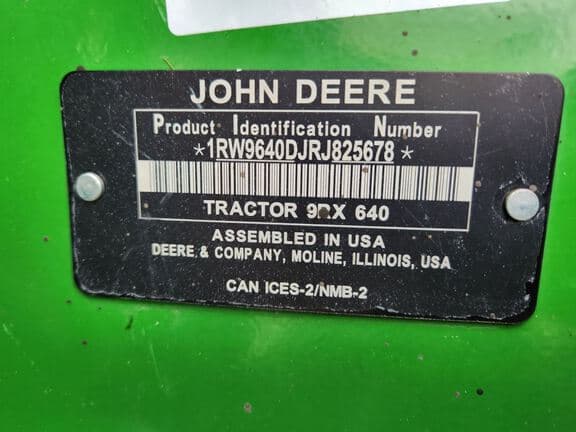 JOHN DEERE
Product Identification Number
*1RW9640DJRJ825678*
TRACTOR 9RX 640
ASSEMBLED IN USA
DEERE & COMPANY, MOLINE, ILLINOIS, USA
CAN ICES-2/NMB-2